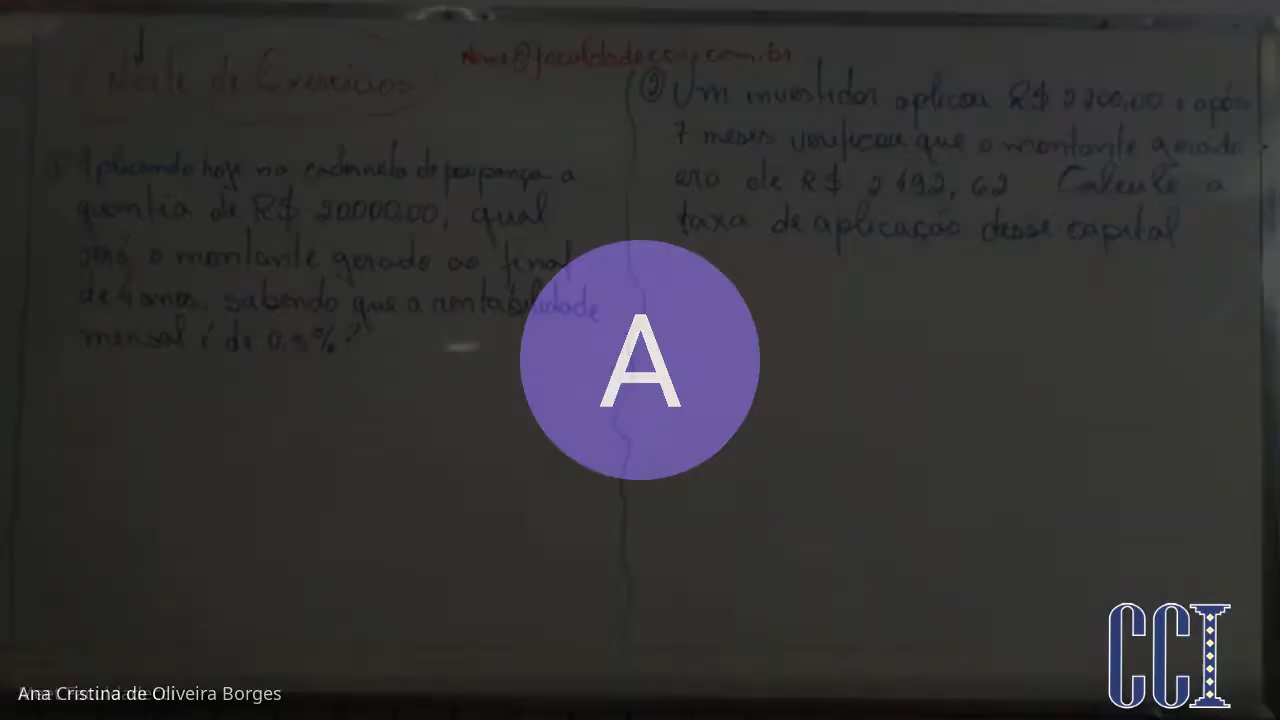 de Exercícios
① Aplicando hoje na caderneta de poupança a
quantia de R$ 20000,00, qual
será o montante gerado ao final
de 4 anos, sabendo que a rentabilidade
mensal é de 0,5%?
② Um investidor aplicou R$ 2200,00 e após
7 meses verificou que o montante gerado
era de R$ 2492,62 Calcule a
taxa de aplicação desse capital
A
CCI
Ana Cristina de Oliveira Borges